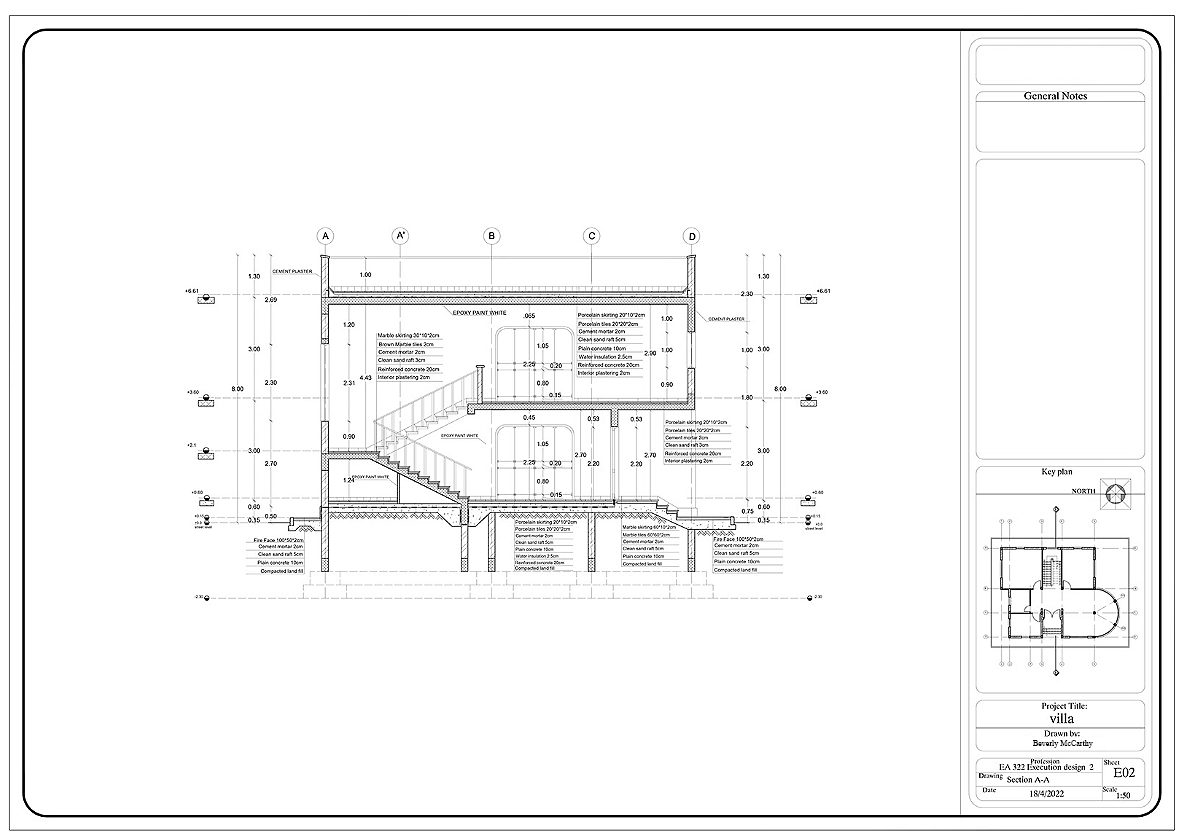 A
A"
B
C
D
1.30
CEMENT PLASTER
1.00
2.30
1.30
+6.61
2.69
+6.61
EPOXY PAINT WHITE
.065
CEMENT PLASTER
1.20
1.00
Porcelain skirting 20*10*2cm
Porcelain tiles 20*20*2cm
Cement mortar 2cm
Clean sand raft 5cm
Plain concrete 10cm
Water insulation 2.5cm
Reinforced concrete 20cm
Interior plastering 2cm
Marble skirting 30*10*2cm
Brown Marble tiles 2cm
Cement mortar 2cm
Clean sand raft 3cm
Reinforced concrete 20cm
Interior plastering 2cm
3.00
1.05
2.90
1.00
1.00
3.00
2.25
0.20
4.43
2.31
2.30
8.00
0.80
0.90
8.00
+3.60
0.15
1.80
+3.60
0.45
0.53
0.53
Porcelain skirting 20*10*2cm
Porcelain tiles 20*20*2cm
Cement mortar 2cm
Clean sand raft 3cm
Reinforced concrete 20cm
Interior plastering 2cm
0.90
EPOXY PAINT WHITE
1.05
+2.1
3.00
2.70
2.70
2.70
3.00
2.25
0.20
2.20
2.20
2.20
1.24
EPOXY PAINT WHITE
0.80
+0.60
0.15
+0.60
0.60
0.50
0.35
0.75
0.60
0.35
+0.15
+0.0
street level
+0.15
+0.0
street level
Fire Face 100*50*2cm
Cement mortar 2cm
Clean sand raft 5cm
Plain concrete 10cm
Compacted land fill
Porcelain skirting 20*10*2cm
Porcelain tiles 20*20*2cm
Cement mortar 2cm
Clean sand raft 5cm
Plain concrete 10cm
Water insulation 2.5cm
Reinforced concrete 20cm
Compacted land fill
Marble skirting 60*10*2cm
Marble tiles 60*60*2cm
Cement mortar 2cm
Clean sand raft 5cm
Plain concrete 10cm
Compacted land fill
Fire Face 100*50*2cm
Cement mortar 2cm
Clean sand raft 5cm
Plain concrete 10cm
Compacted land fill
-2.30
-2.30
General Notes
Key plan
NORTH
Project Title:
villa
Drawn by:
Beverly McCarthy
Profession
EA 322 Execution design 2
Drawing
Section A-A
Date
18/4/2022
Sheet
E02
Scale
1:50